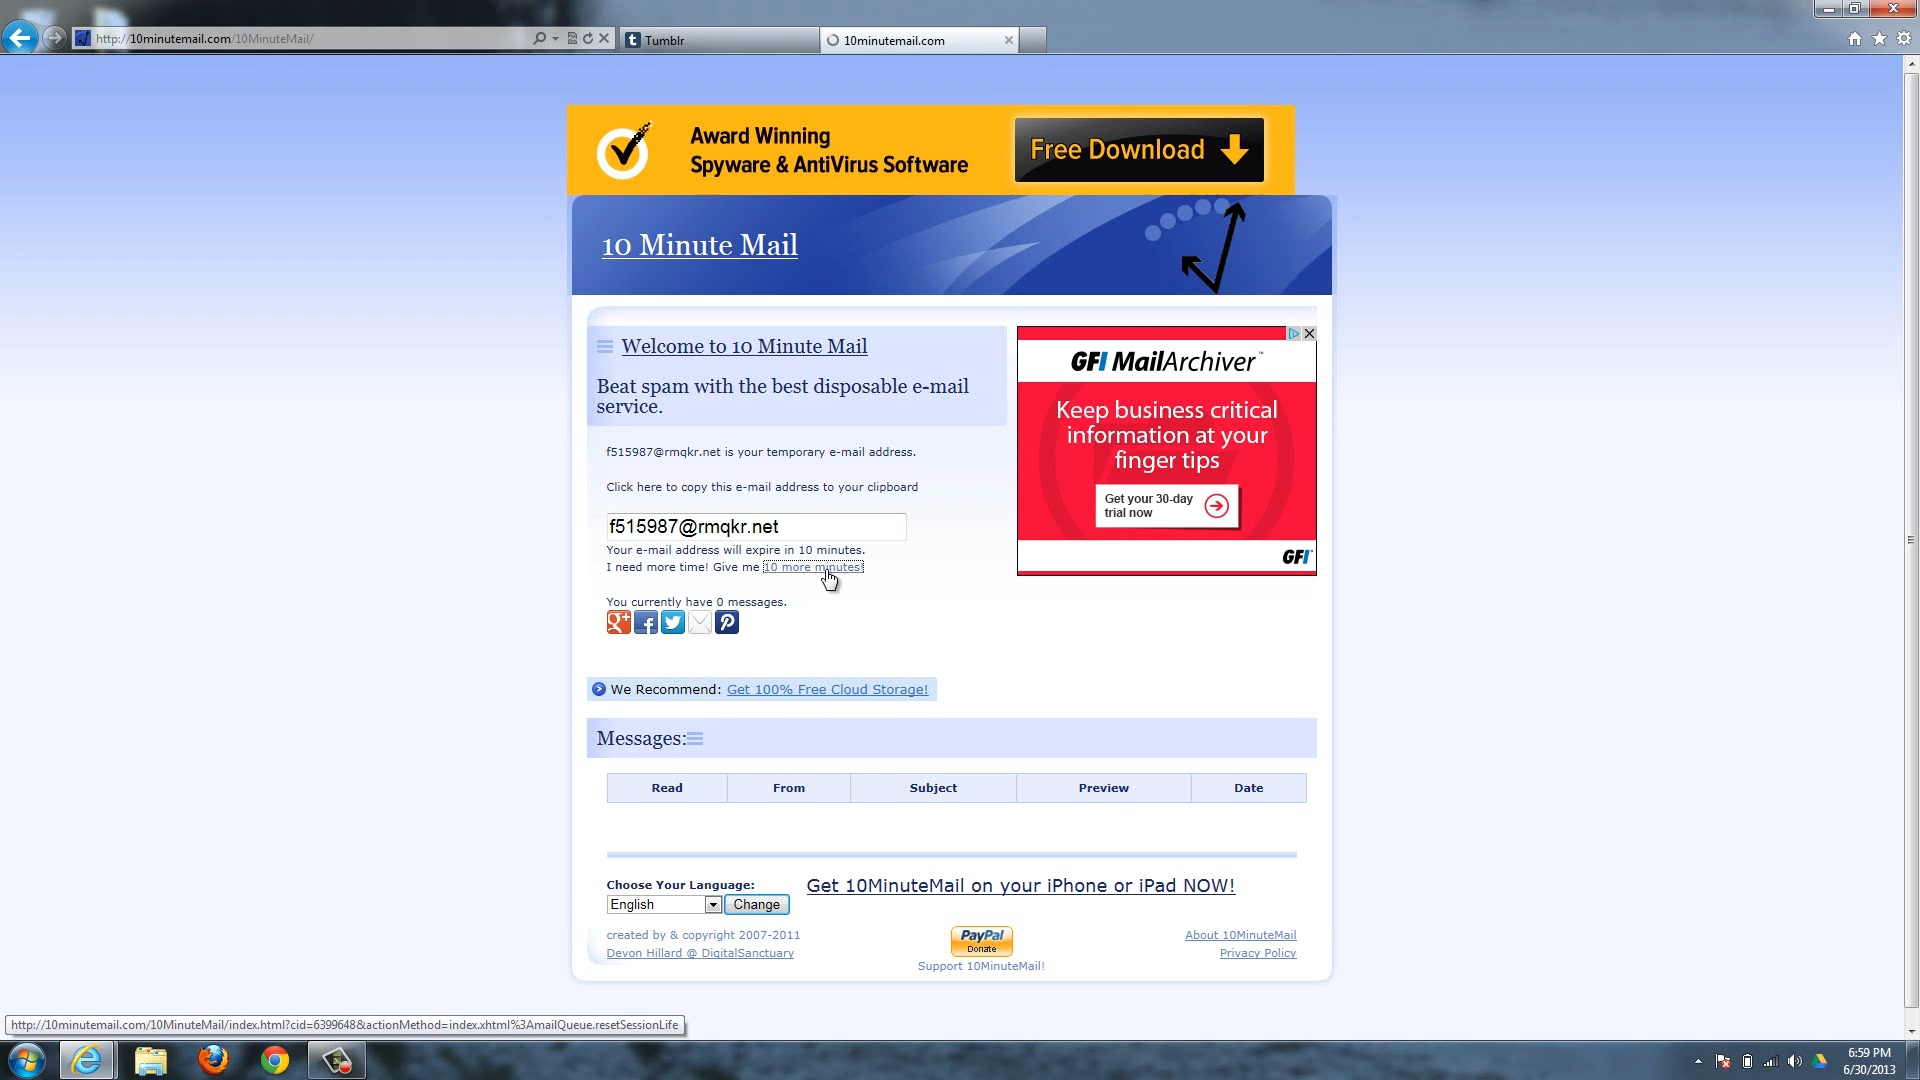 http://10minutemail.com/10MinuteMail/
Tumblr
10minutemail.com
Award Winning
Spyware & AntiVirus Software
Free Download
10 Minute Mail
Welcome to 10 Minute Mail
Beat spam with the best disposable e-mail
service.
f515987@rmqkr.net is your temporary e-mail address.
Click here to copy this e-mail address to your clipboard
f515987@rmqkr.net
Your e-mail address will expire in 10 minutes.
I need more time! Give me 10 more minutes!
You currently have 0 messages.
GFI MailArchiver™
Keep business critical
information at your
finger tips
Get your 30-day
trial now
GFI
We Recommend: Get 100% Free Cloud Storage!
Messages:
Read From Subject Preview Date
Choose Your Language:
English Change
Get 10MinuteMail on your iPhone or iPad NOW!
created by & copyright 2007-2011
Devon Hillard @ DigitalSanctuary
PayPal
Donate
Support 10MinuteMail!
About 10MinuteMail
Privacy Policy
http://10minutemail.com/10MinuteMail/index.html?cid=6399648&actionMethod=index.xhtml%3AmailQueue.resetSessionLife
6:59 PM
6/30/2013